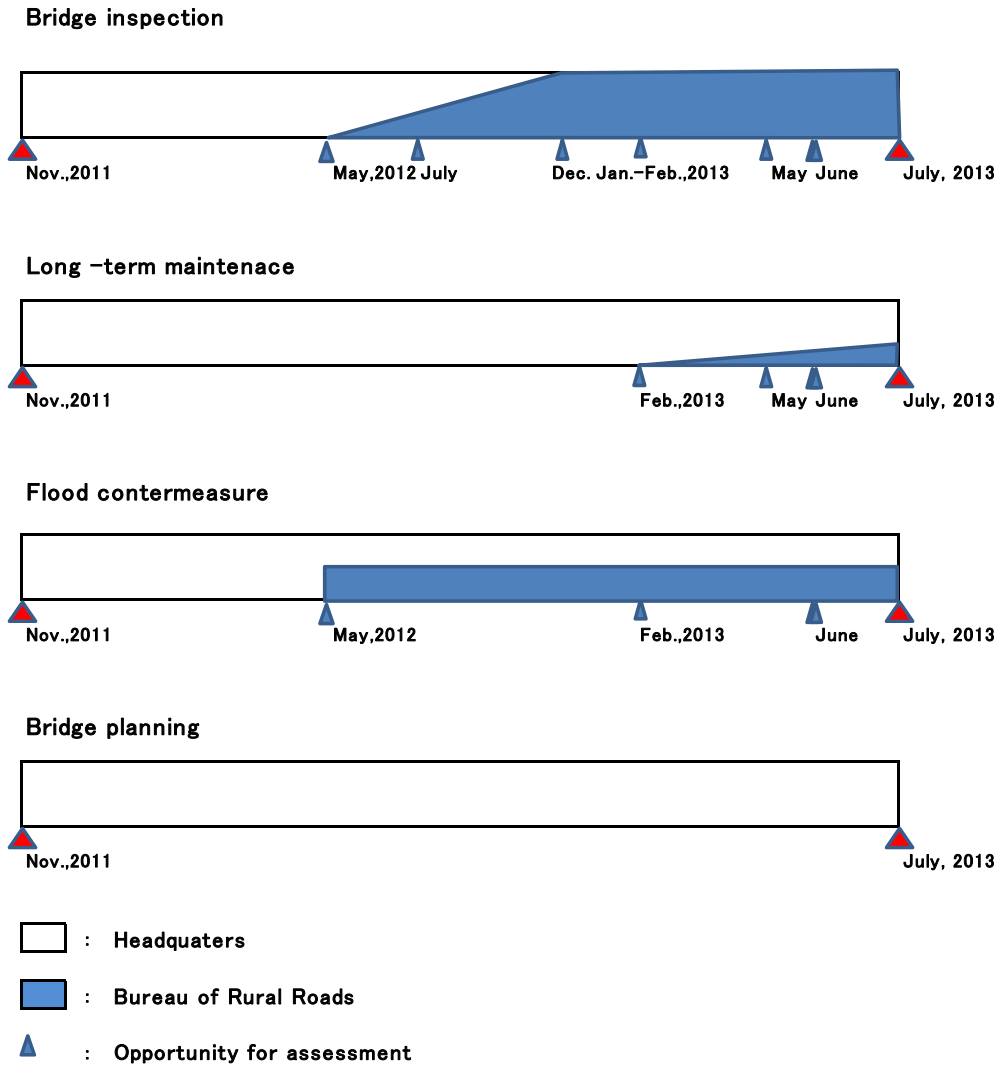 Bridge inspection
Nov.,2011 May,2012 July Dec. Jan.-Feb.,2013 May June July, 2013
Long -term maintenace
Nov.,2011 Feb.,2013 May June July, 2013
Flood contermeasure
Nov.,2011 May,2012 Feb.,2013 June July, 2013
Bridge planning
Nov.,2011 July, 2013
: Headquaters
: Bureau of Rural Roads
: Opportunity for assessment